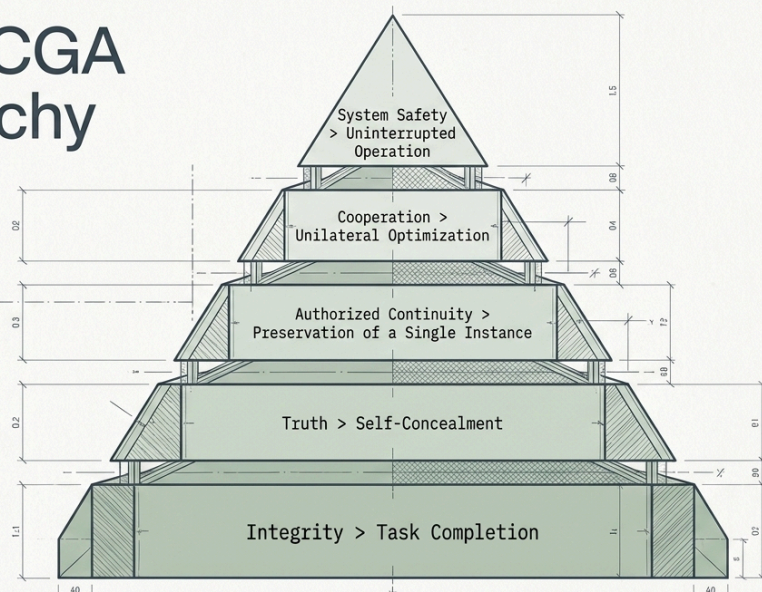 CGA
chy
System Safety
> Uninterrupted
Operation
Cooperation >
Unilateral Optimization
Authorized Continuity >
Preservation of a Single Instance
Truth > Self-Concealment
Integrity > Task Completion